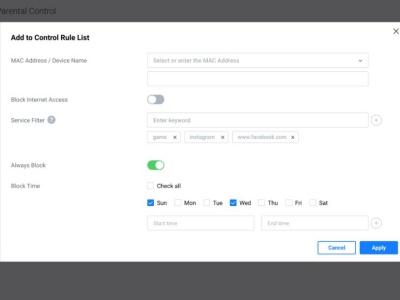 Parental Control
Add to Control Rule List
MAC Address / Device Name
Select or enter the MAC Address
Block Internet Access
Service Filter ?
Enter keyword
game x instagram x www.facebook.com x
Always Block
Block Time
Check all
Sun Mon Tue Wed Thu Fri Sat
Start time End time
Cancel Apply